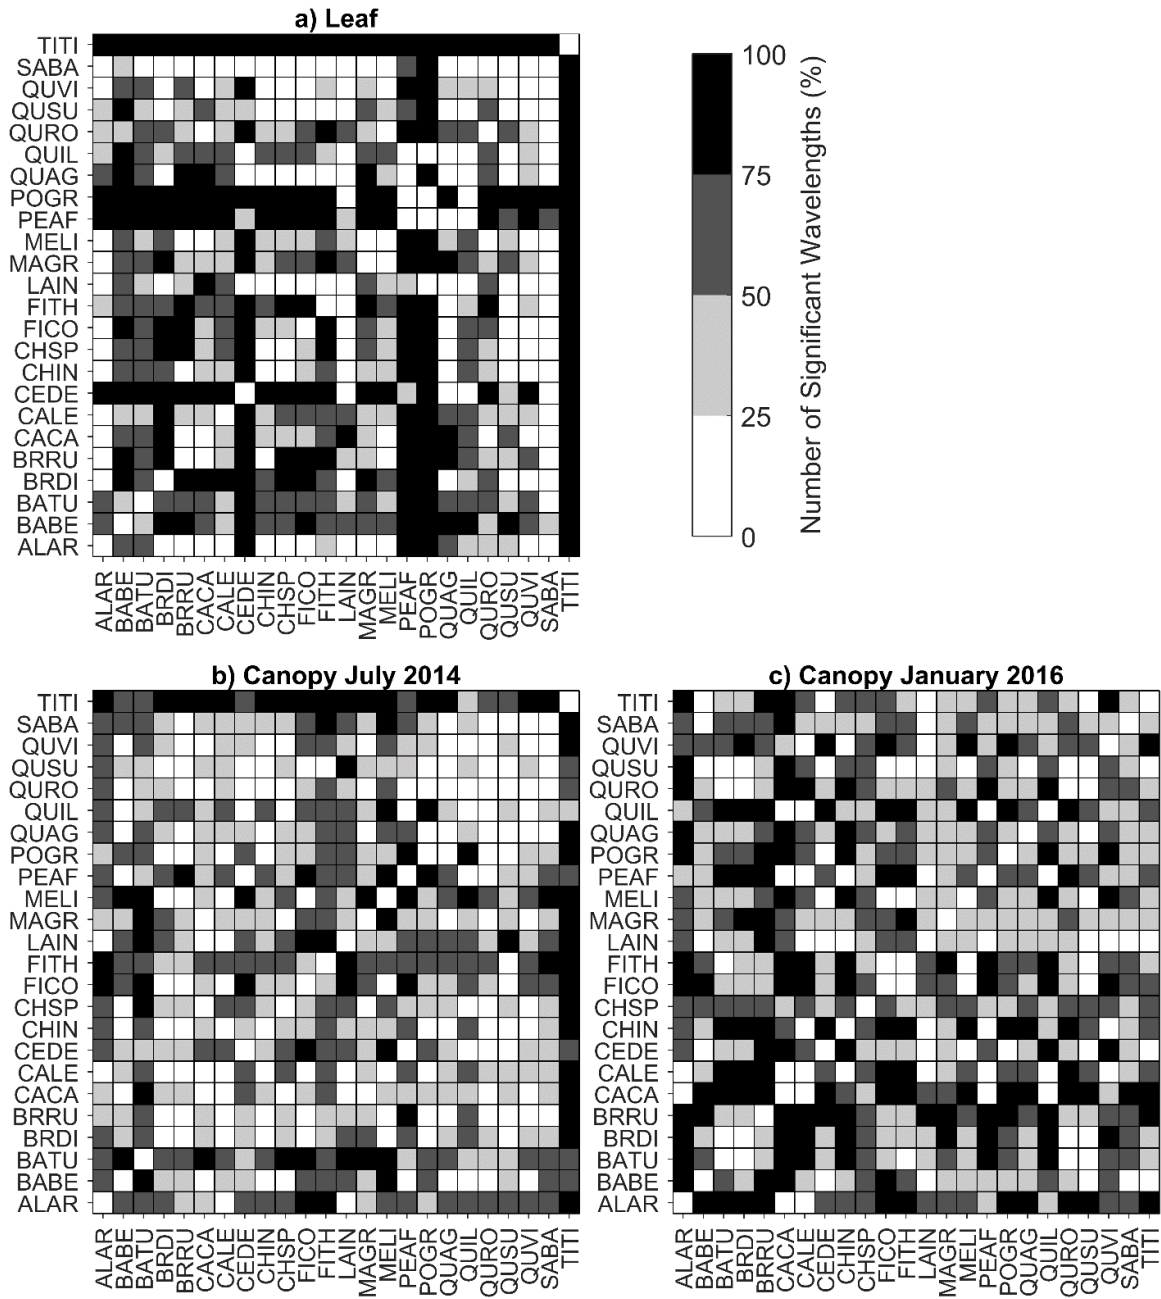 a) Leaf
TITI
SABA
QUVI
QUSU
QURO
QUIL
QUAG
POGR
PEAF
MELI
MAGR
LAIN
FITH
FICO
CHSP
CHIN
CEDE
CALE
CACA
BRRU
BRDI
BATU
BABE
ALAR
ALAR BABE BATU BRDI BRRU CACA CALE CEDE CHIN CHSP FICO FITH LAIN MAGR MELI PEAF POGR QUAG QUIL QURO QUSU QUVI SABA TITI
100
75
50
25
0
Number of Significant Wavelengths (%)
b) Canopy July 2014
TITI
SABA
QUVI
QUSU
QURO
QUIL
QUAG
POGR
PEAF
MELI
MAGR
LAIN
FITH
FICO
CHSP
CHIN
CEDE
CALE
CACA
BRRU
BRDI
BATU
BABE
ALAR
ALAR BABE BATU BRDI BRRU CACA CALE CEDE CHIN CHSP FICO FITH LAIN MAGR MELI PEAF POGR QUAG QUIL QURO QUSU QUVI SABA TITI
c) Canopy January 2016
TITI
SABA
QUVI
QUSU
QURO
QUIL
QUAG
POGR
PEAF
MELI
MAGR
LAIN
FITH
FICO
CHSP
CHIN
CEDE
CALE
CACA
BRRU
BRDI
BATU
BABE
ALAR
ALAR BABE BATU BRDI BRRU CACA CALE CEDE CHIN CHSP FICO FITH LAIN MAGR MELI PEAF POGR QUAG QUIL QURO QUSU QUVI SABA TITI